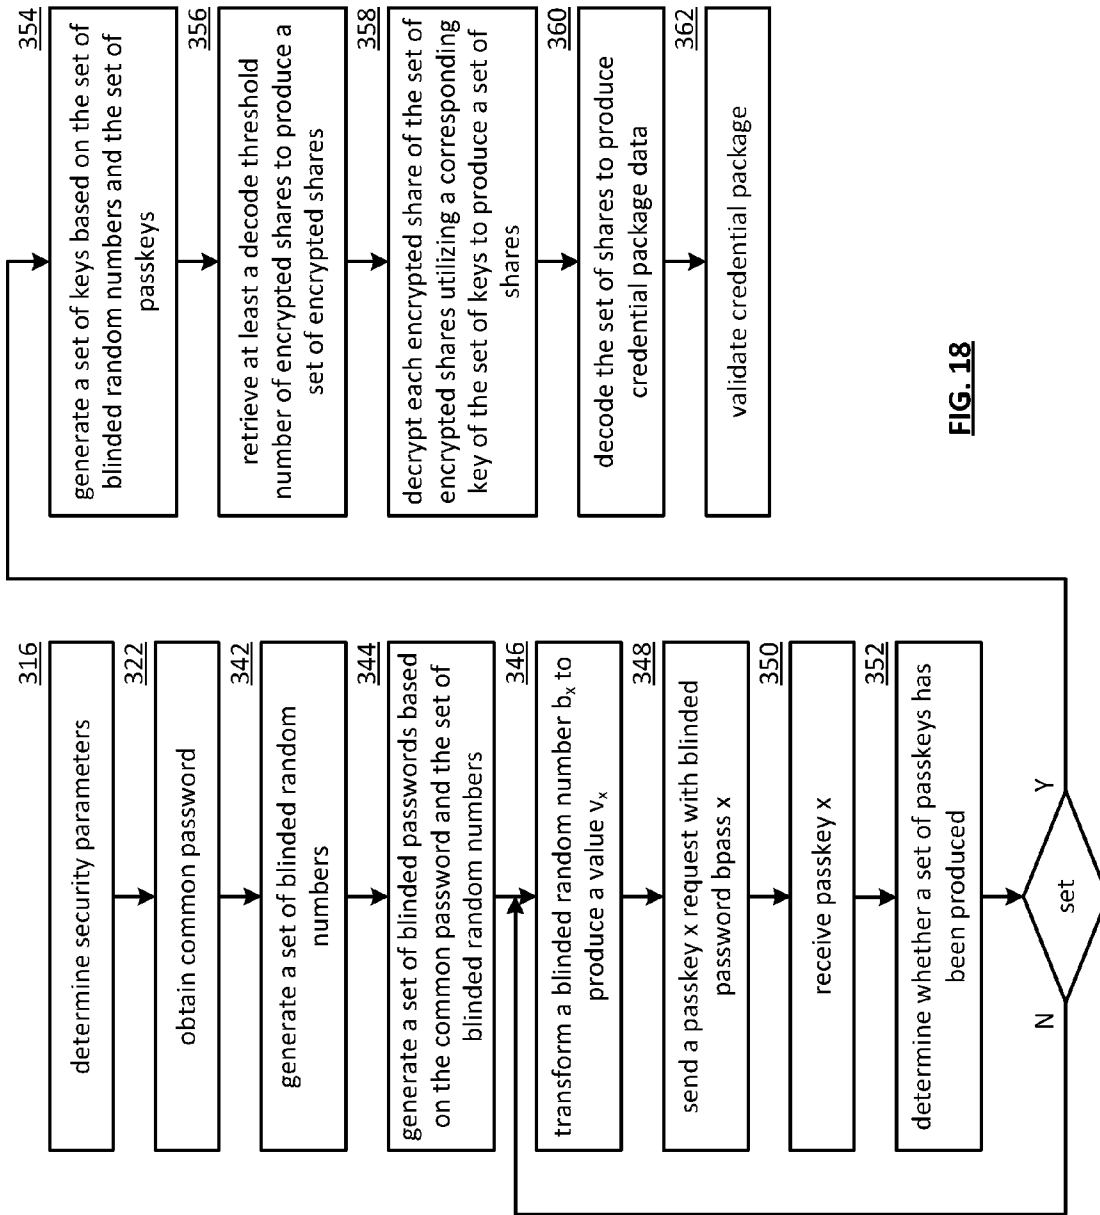 316
determine security parameters
322
obtain common password
342
generate a set of blinded random
numbers
344
generate a set of blinded passwords based
on the common password and the set of
blinded random numbers
346
transform a blinded random number b_x to
produce a value v_x
348
send a passkey x request with blinded
password bpass x
350
receive passkey x
352
determine whether a set of passkeys has
been produced
set
N
Y
354
generate a set of keys based on the set of
blinded random numbers and the set of
passkeys
356
retrieve at least a decode threshold
number of encrypted shares to produce a
set of encrypted shares
358
decrypt each encrypted share of the set of
encrypted shares utilizing a corresponding
key of the set of keys to produce a set of
shares
360
decode the set of shares to produce
credential package data
362
validate credential package
FIG. 18